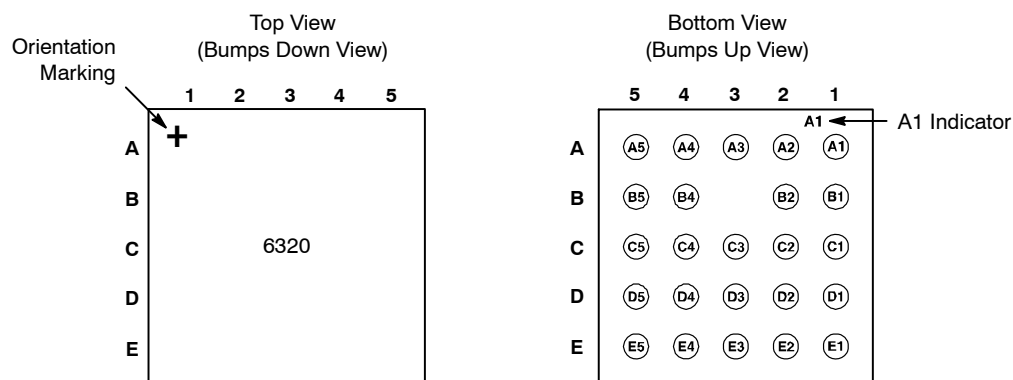 Top View
(Bumps Down View)
Orientation
Marking
1 2 3 4 5
A
B
C
D
E
+
6320
Bottom View
(Bumps Up View)
5 4 3 2 1
A1 A1 Indicator
A A5 A4 A3 A2 A1
B B5 B4 B2 B1
C C5 C4 C3 C2 C1
D D5 D4 D3 D2 D1
E E5 E4 E3 E2 E1